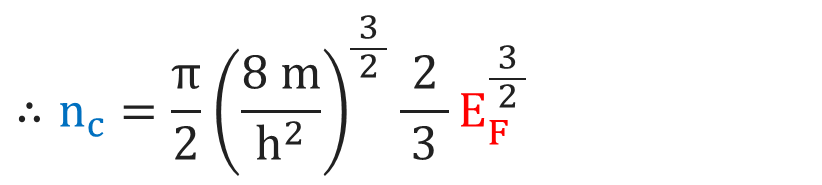 ∴ n_c = π/2 (8 m/h²)^(3/2) 2/3 E_F^(3/2)